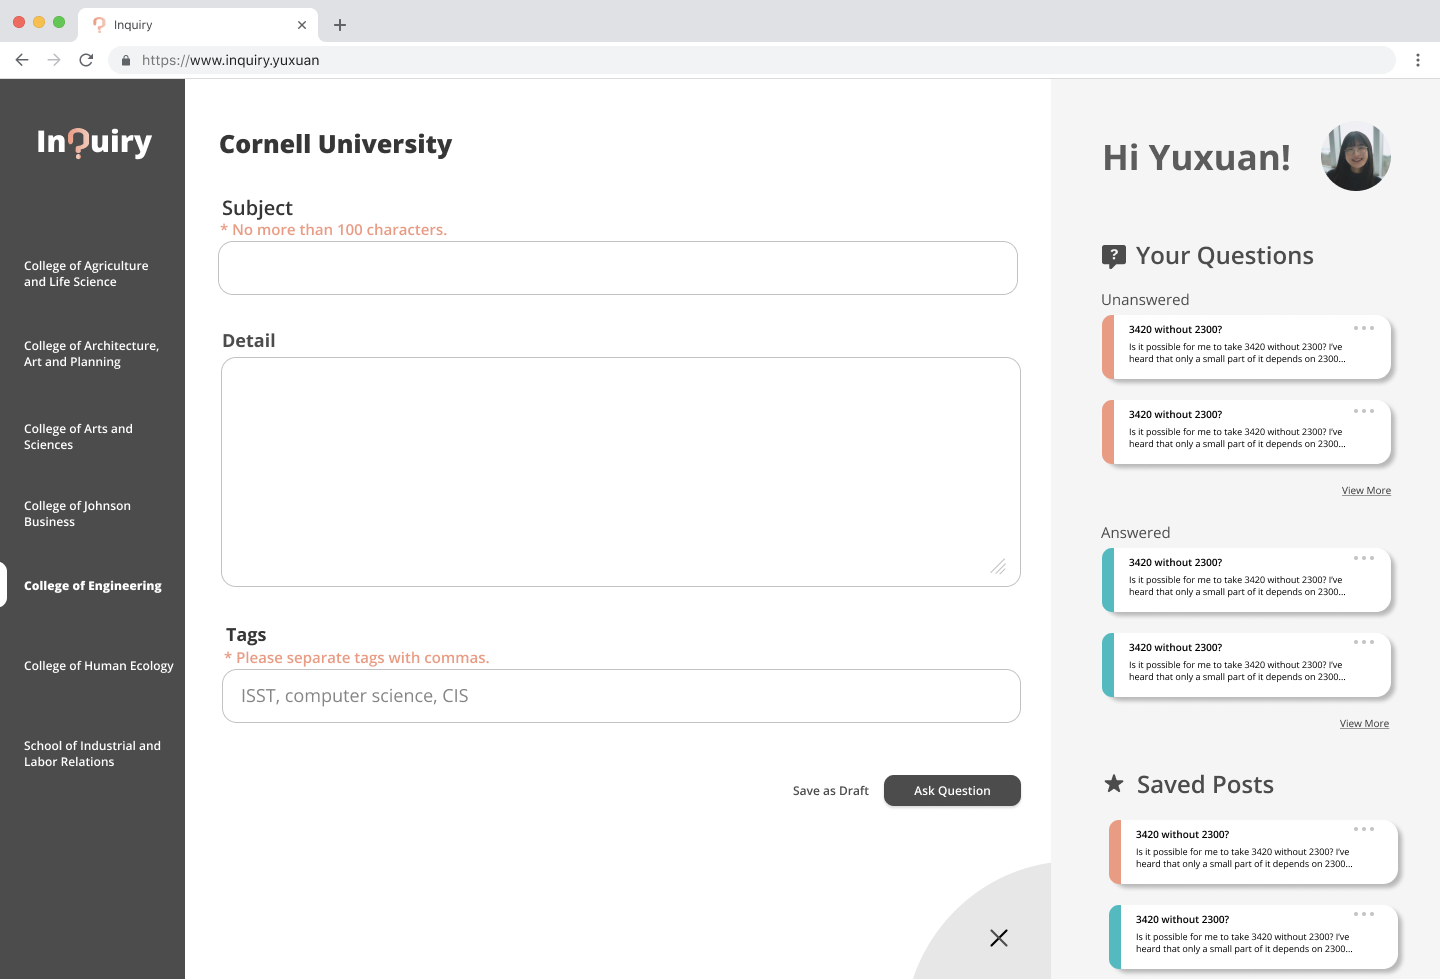 Inquiry
https://www.inquiry.yuxuan
In?uiry
College of Agriculture
and Life Science
College of Architecture,
Art and Planning
College of Arts and
Sciences
College of Johnson
Business
College of Engineering
College of Human Ecology
School of Industrial and
Labor Relations
Cornell University
Subject
* No more than 100 characters.
Detail
Tags
* Please separate tags with commas.
ISST, computer science, CIS
Save as Draft
Ask Question
Hi Yuxuan!
Your Questions
Unanswered
3420 without 2300?
Is it possible for me to take 3420 without 2300? I've
heard that only a small part of it depends on 2300...
3420 without 2300?
Is it possible for me to take 3420 without 2300? I've
heard that only a small part of it depends on 2300...
View More
Answered
3420 without 2300?
Is it possible for me to take 3420 without 2300? I've
heard that only a small part of it depends on 2300...
3420 without 2300?
Is it possible for me to take 3420 without 2300? I've
heard that only a small part of it depends on 2300...
View More
Saved Posts
3420 without 2300?
Is it possible for me to take 3420 without 2300? I've
heard that only a small part of it depends on 2300...
3420 without 2300?
Is it possible for me to take 3420 without 2300? I've
heard that only a small part of it depends on 2300...